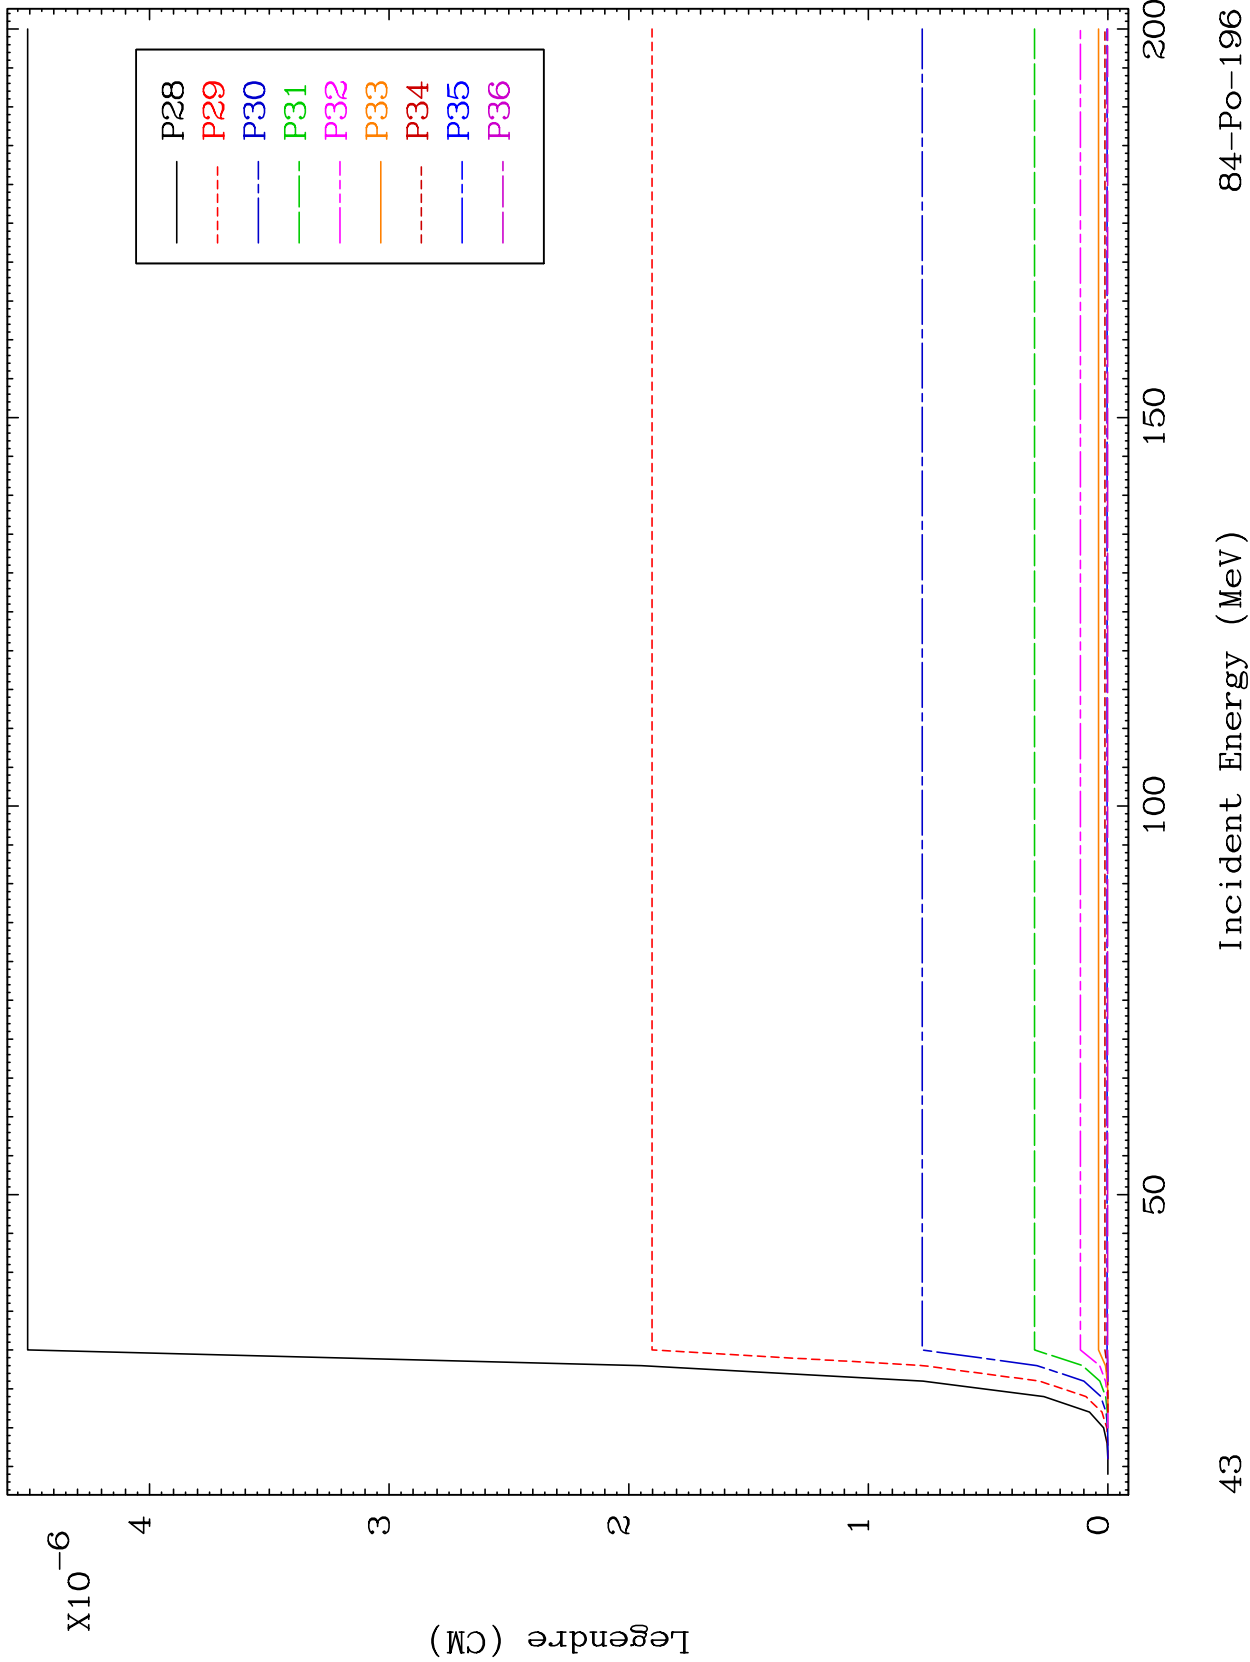 X10
-6
Legendre (CM)
4
3
2
1
0
P28
P29
P30
P31
P32
P33
P34
P35
P36
50
100
150
200
Incident Energy (MeV)
43
84-Po-196